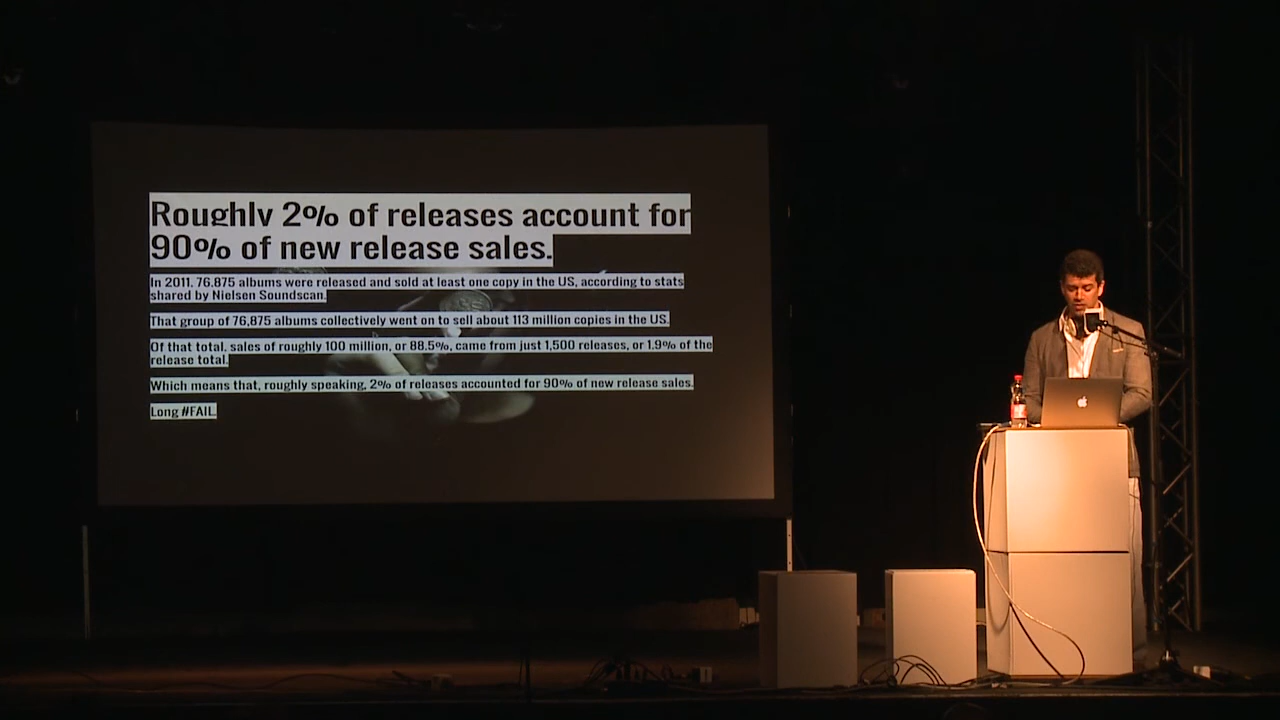 Roughly 2% of releases account for
90% of new release sales.
In 2011, 76,875 albums were released and sold at least one copy in the US, according to stats
shared by Nielsen Soundscan.
That group of 76,875 albums collectively went on to sell about 113 million copies in the US.
Of that total, sales of roughly 100 million, or 88.5%, came from just 1,500 releases, or 1.9% of the
release total.
Which means that, roughly speaking, 2% of releases accounted for 90% of new release sales.
Long #FAIL.